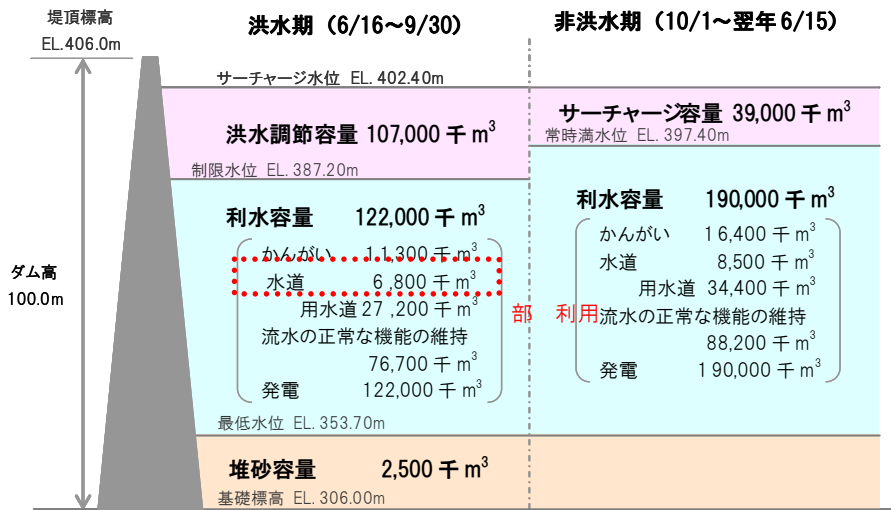 堤頂標高
EL.406.0m
洪水期（6/16～9/30）
非洪水期（10/1～翌年6/15）
サーチャージ水位 EL. 402.40m
洪水調節容量 107,000 千 m³
サーチャージ容量 39,000 千 m³
常時満水位 EL. 397.40m
制限水位 EL. 387.20m
利水容量 122,000 千 m³
かんがい 11,300 千 m³
水道 6,800 千 m³
用水道 27,200 千 m³
流水の正常な機能の維持
76,700 千 m³
発電 122,000 千 m³
利水容量 190,000 千 m³
かんがい 16,400 千 m³
水道 8,500 千 m³
用水道 34,400 千 m³
流水の正常な機能の維持
88,200 千 m³
発電 190,000 千 m³
部 利用
ダム高
100.0m
最低水位 EL. 353.70m
堆砂容量 2,500 千 m³
基礎標高 EL. 306.00m